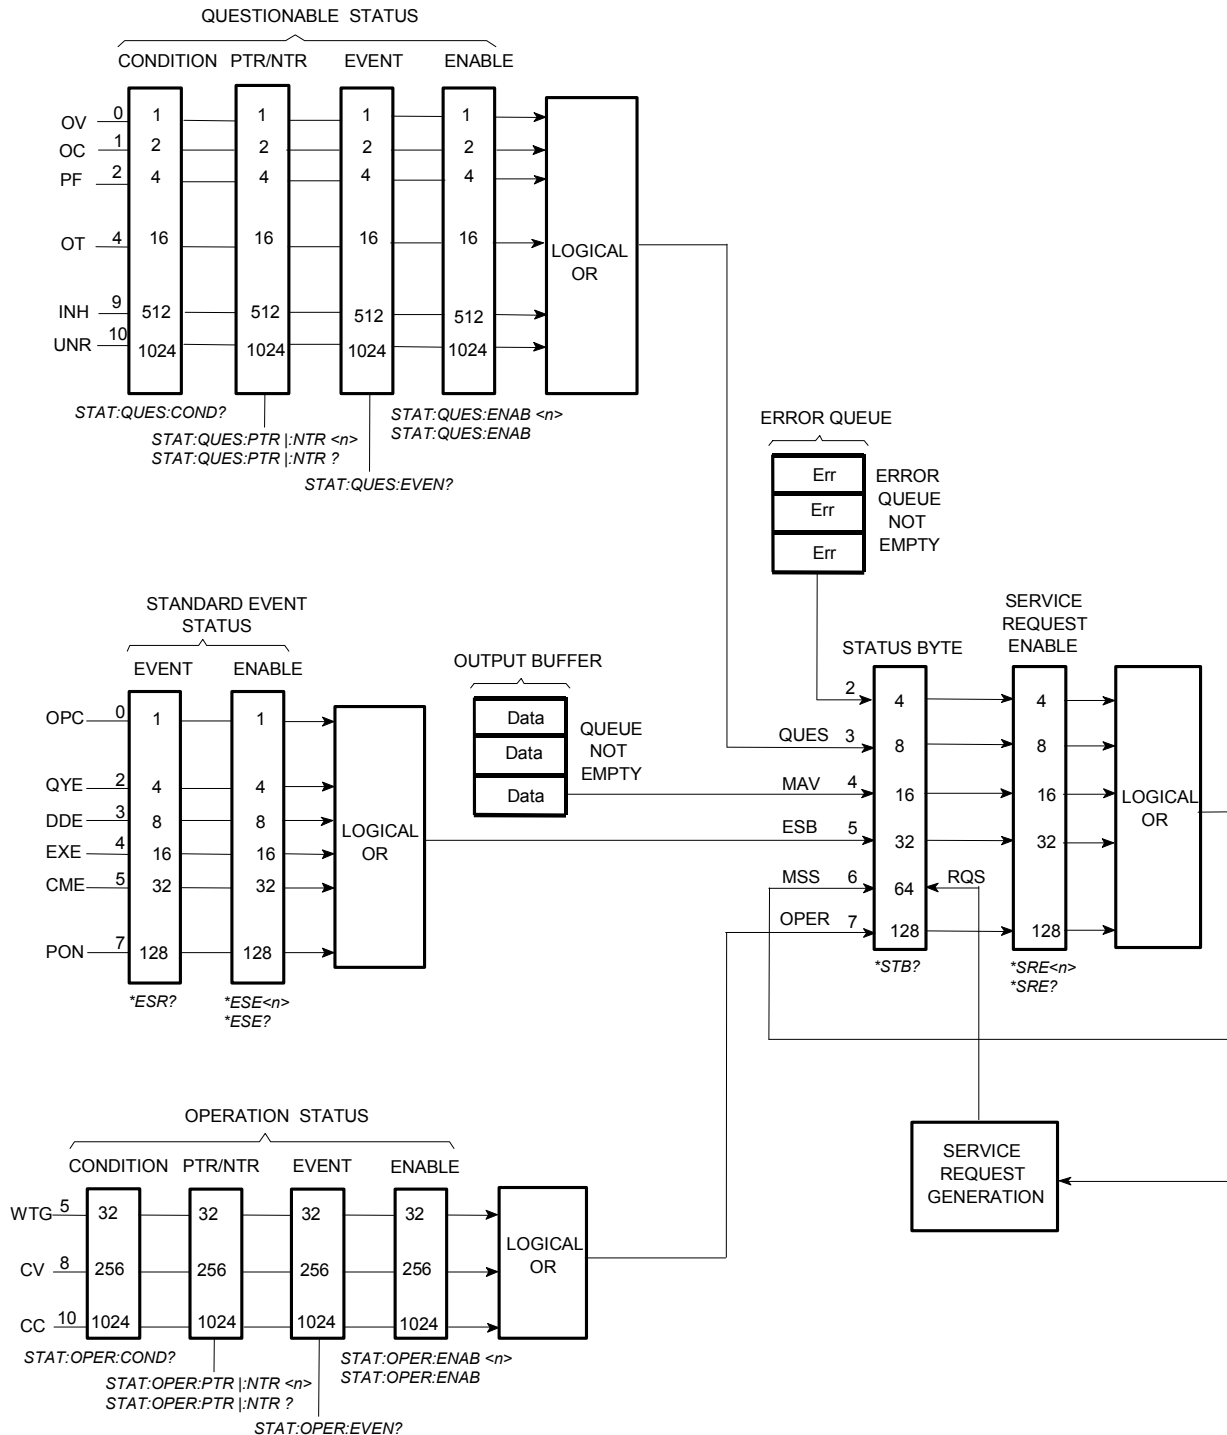 QUESTIONABLE STATUS
CONDITION PTR/NTR EVENT ENABLE
OV 0 1 1 1 1
OC 1 2 2 2 2
PF 2 4 4 4 4
OT 4 16 16 16 16
LOGICAL
OR
INH 9 512 512 512 512
UNR 10 1024 1024 1024 1024
STAT:QUES:COND?
STAT:QUES:PTR |:NTR <n>
STAT:QUES:PTR |:NTR ?
STAT:QUES:EVEN?
STAT:QUES:ENAB <n>
STAT:QUES:ENAB
ERROR QUEUE
Err
Err
Err
ERROR
QUEUE
NOT
EMPTY
STANDARD EVENT
STATUS
EVENT ENABLE
OPC 0 1 1
QYE 2 4 4
DDE 3 8 8
EXE 4 16 16
CME 5 32 32
PON 7 128 128
LOGICAL
OR
*ESR?
*ESE<n>
*ESE?
OUTPUT BUFFER
Data
Data
Data
QUEUE
NOT
EMPTY
STATUS BYTE
SERVICE
REQUEST
ENABLE
2 4 4
QUES 3 8 8
MAV 4 16 16
ESB 5 32 32
MSS 6 64 RQS
OPER 7 128 128
LOGICAL
OR
*STB?
*SRE<n>
*SRE?
SERVICE
REQUEST
GENERATION
OPERATION STATUS
CONDITION PTR/NTR EVENT ENABLE
WTG 5 32 32 32 32
CV 8 256 256 256 256
CC 10 1024 1024 1024 1024
LOGICAL
OR
STAT:OPER:COND?
STAT:OPER:PTR |:NTR <n>
STAT:OPER:PTR |:NTR ?
STAT:OPER:EVEN?
STAT:OPER:ENAB <n>
STAT:OPER:ENAB